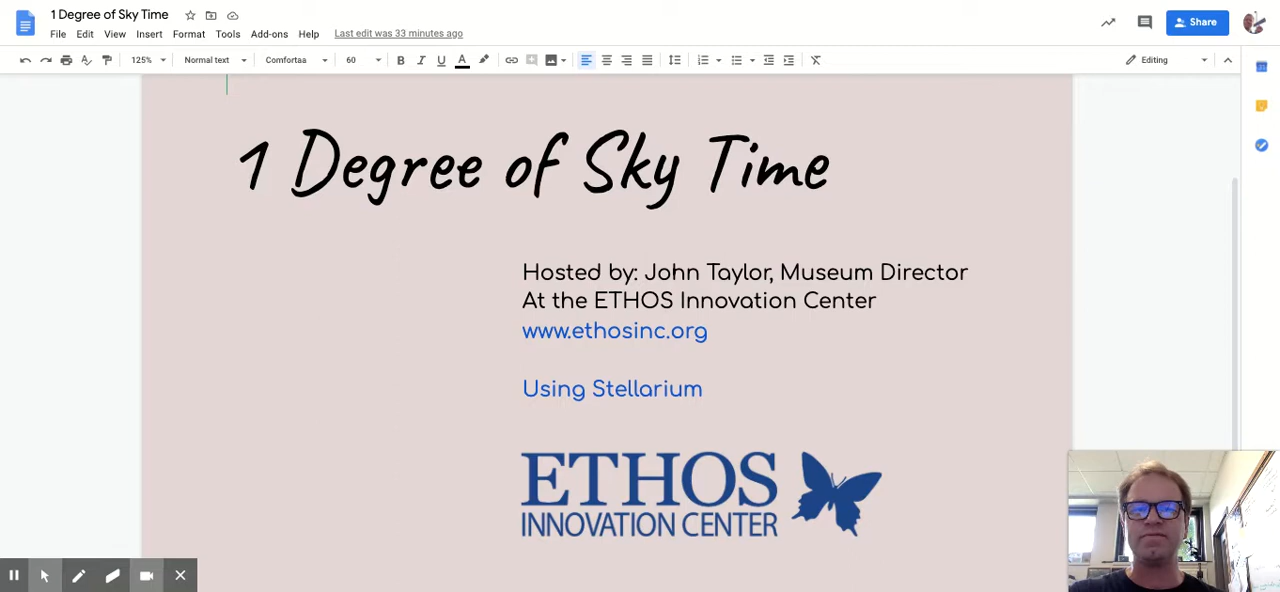 1 Degree of Sky Time
File Edit View Insert Format Tools Add-ons Help Last edit was 33 minutes ago
Share
125% Normal text Comfortaa 60 B I U A Editing
1 Degree of Sky Time
Hosted by: John Taylor, Museum Director
At the ETHOS Innovation Center
www.ethosinc.org
Using Stellarium
ETHOS
INNOVATION CENTER